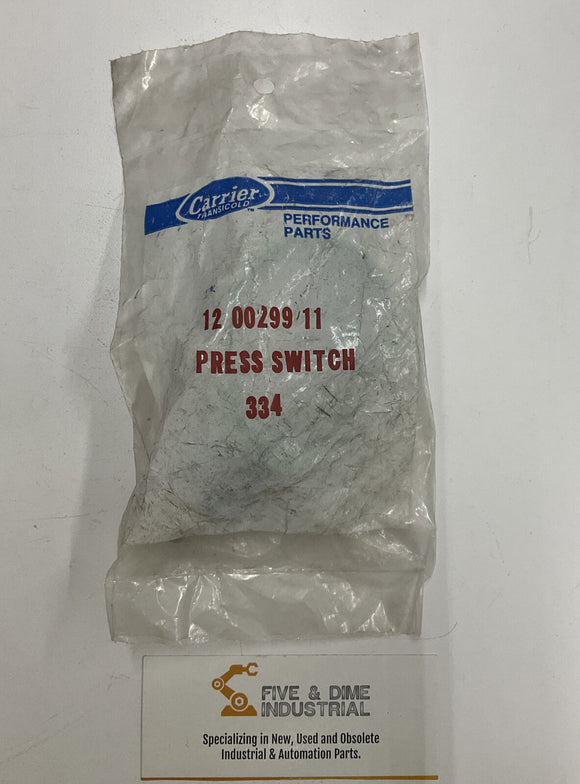 Carrier
TRANSICOLD™
PERFORMANCE
PARTS
12 00299 11
PRESS SWITCH
334
FIVE & DIME
INDUSTRIAL
Specializing in New, Used and Obsolete
Industrial & Automation Parts.